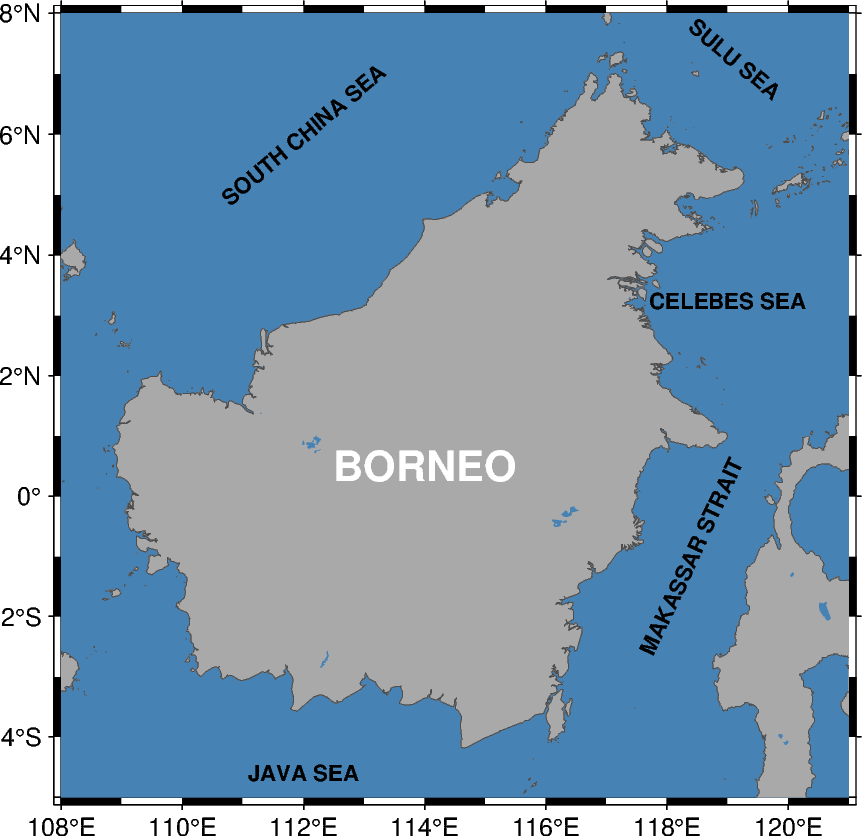 8°N
SULU SEA
SOUTH CHINA SEA
6°N
4°N
CELEBES SEA
2°N
BORNEO
0°
MAKASSAR STRAIT
2°S
4°S
JAVA SEA
108°E 110°E 112°E 114°E 116°E 118°E 120°E